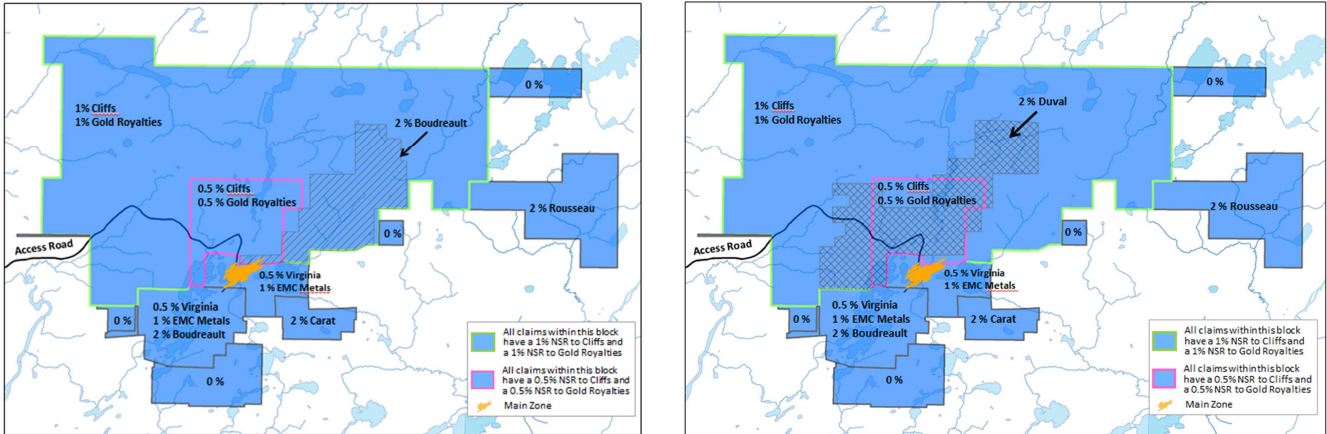 0 %
1% Cliffs
1% Gold Royalties
2 % Boudreault
0.5 % Cliffs
0.5 % Gold Royalties
2 % Rousseau
0 %
Access Road
0.5 % Virginia
1% EMC Metals
0.5 % Virginia
1 % EMC Metals
2 % Boudreault
0 %
2 % Carat
0 %
All claims within this block
have a 1% NSR to Cliffs and
a 1% NSR to Gold Royalties
All claims within this block
have a 0.5% NSR to Cliffs and
a 0.5% NSR to Gold Royalties
Main Zone
0 %
2 % Duval
1% Cliffs
1% Gold Royalties
0.5 % Cliffs
0.5 % Gold Royalties
2 % Rousseau
0 %
Access Road
0.5 % Virginia
1% EMC Metals
0.5 % Virginia
1 % EMC Metals
2 % Boudreault
0%
2 % Carat
0 %
All claims within this block
have a 1% NSR to Cliffs and
a 1% NSR to Gold Royalties
All claims within this block
have a 0.5% NSR to Cliffs and
a 0.5% NSR to Gold Royalties
Main Zone